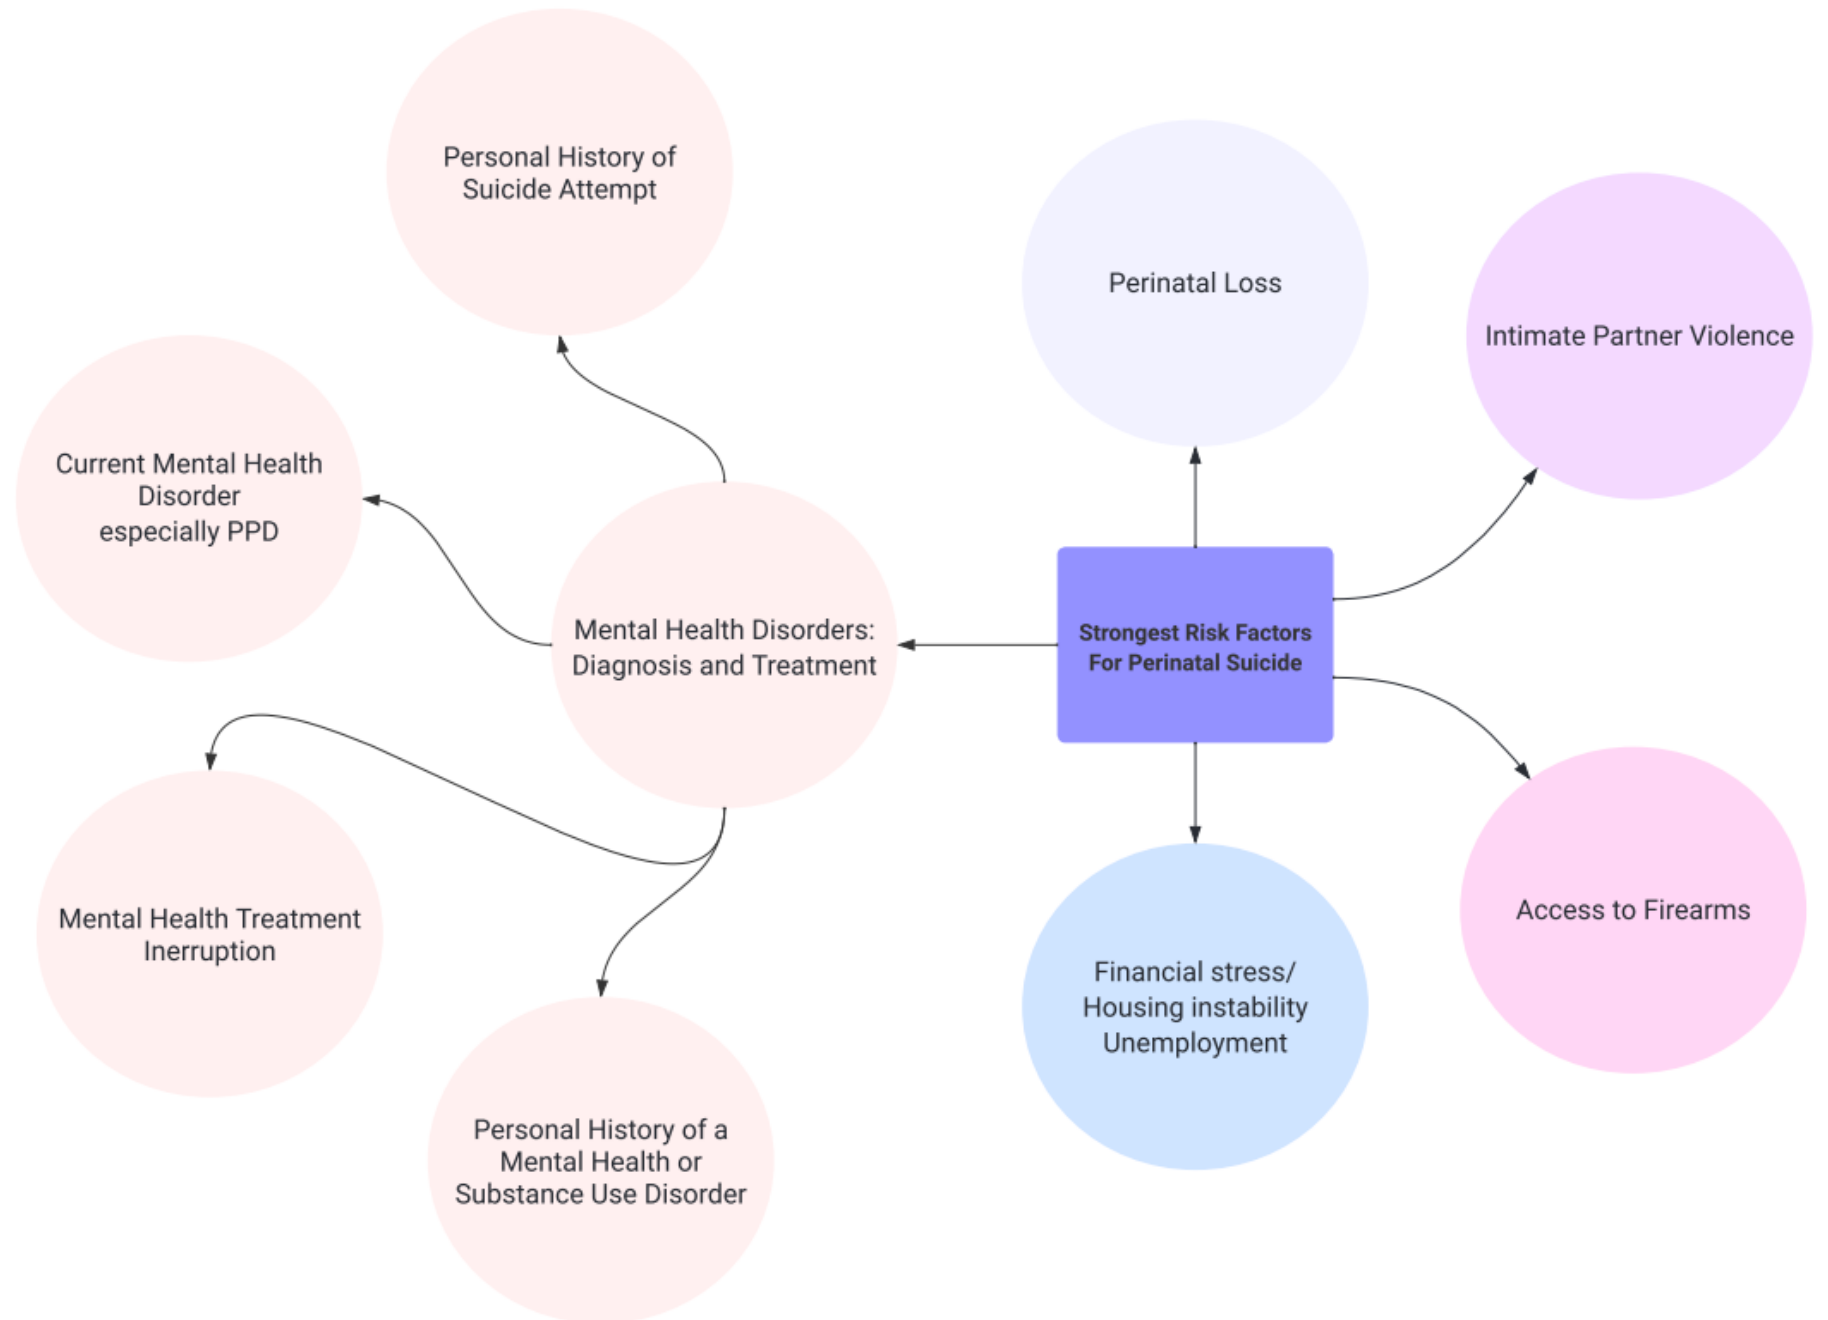 Personal History of
Suicide Attempt
Perinatal Loss
Intimate Partner Violence
Current Mental Health
Disorder
especially PPD
Mental Health Disorders:
Diagnosis and Treatment
Strongest Risk Factors
For Perinatal Suicide
Mental Health Treatment
Inerruption
Access to Firearms
Financial stress/
Housing instability
Unemployment
Personal History of a
Mental Health or
Substance Use Disorder